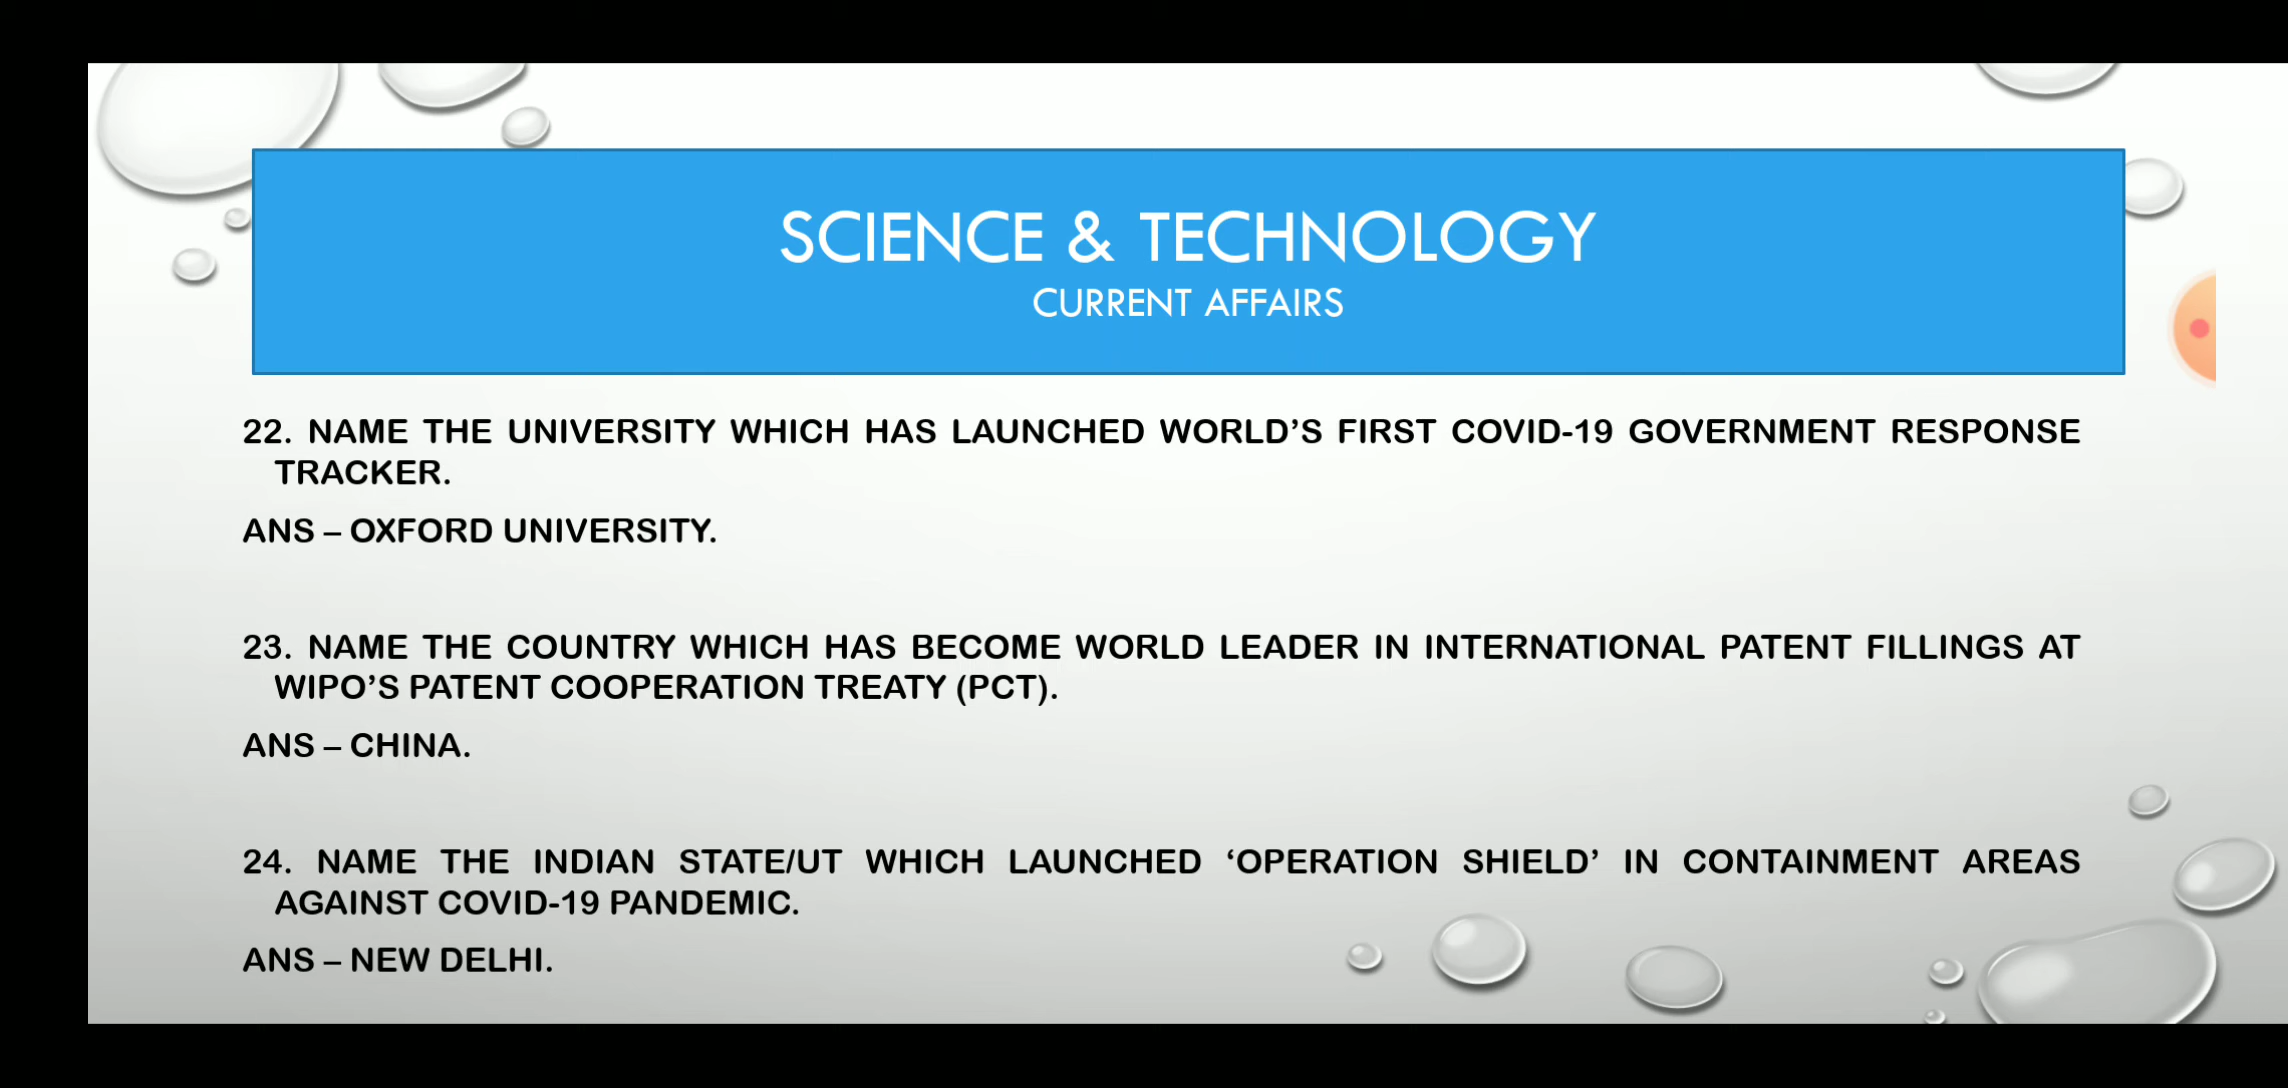 SCIENCE & TECHNOLOGY
CURRENT AFFAIRS
22. NAME THE UNIVERSITY WHICH HAS LAUNCHED WORLD’S FIRST COVID-19 GOVERNMENT RESPONSE
TRACKER.
ANS – OXFORD UNIVERSITY.
23. NAME THE COUNTRY WHICH HAS BECOME WORLD LEADER IN INTERNATIONAL PATENT FILLINGS AT
WIPO’S PATENT COOPERATION TREATY (PCT).
ANS – CHINA.
24. NAME THE INDIAN STATE/UT WHICH LAUNCHED ‘OPERATION SHIELD’ IN CONTAINMENT AREAS
AGAINST COVID-19 PANDEMIC.
ANS – NEW DELHI.